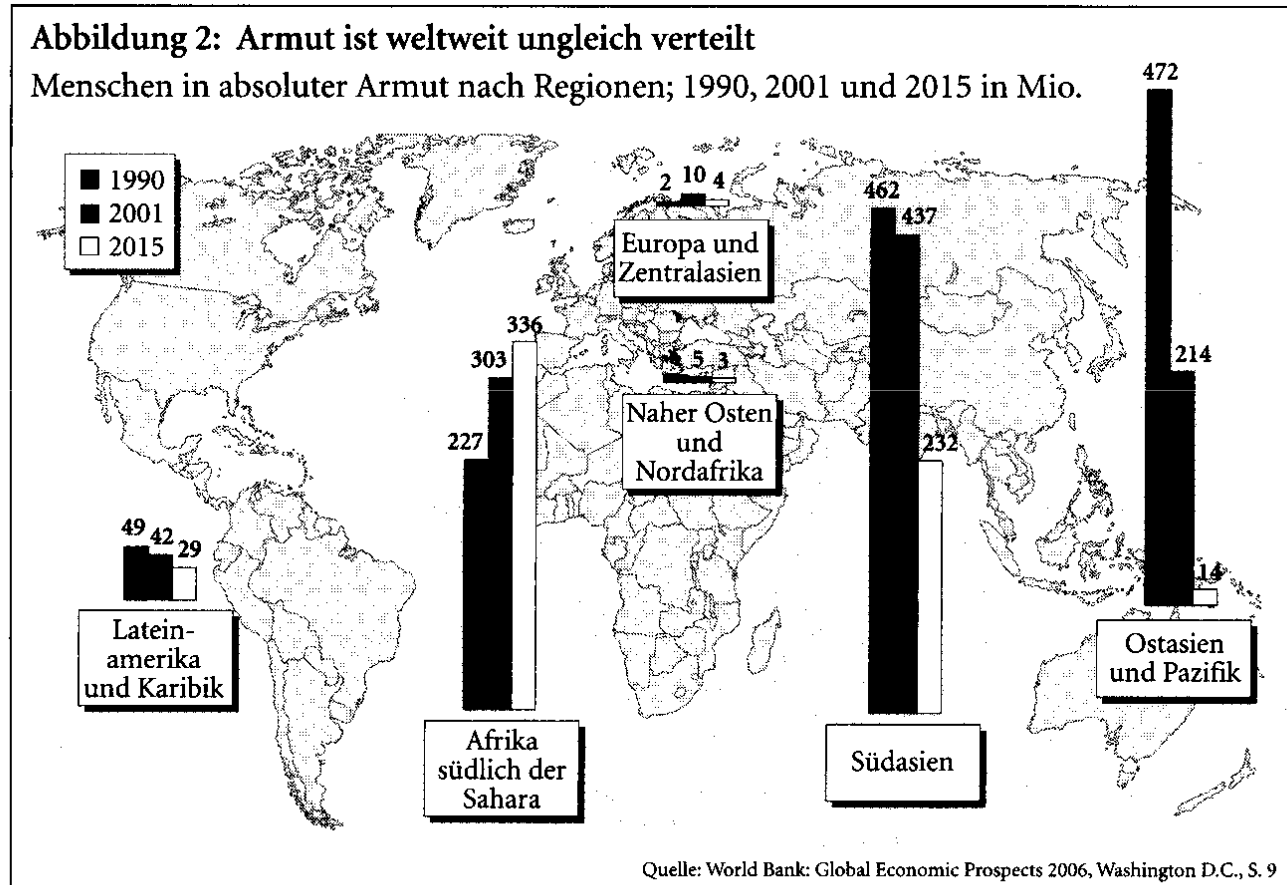 Abbildung 2: Armut ist weltweit ungleich verteilt
Menschen in absoluter Armut nach Regionen; 1990, 2001 und 2015 in Mio.
1990
2001
2015
2 10 4
Europa und
Zentralasien
5 3
Naher Osten
und
Nordafrika
49 42 29
Latein-
amerika
und Karibik
227 303 336
Afrika
südlich der
Sahara
462 437 232
Südasien
472 214 14
Ostasien
und Pazifik
Quelle: World Bank: Global Economic Prospects 2006, Washington D.C., S. 9